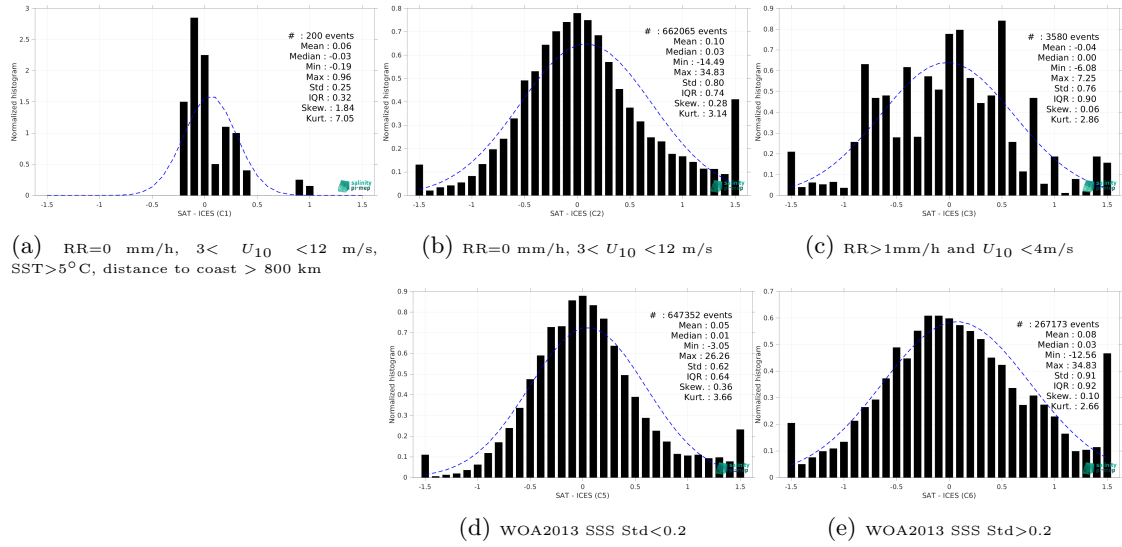 3
2.5
2
1.5
1
0.5
0
Normalized histogram
-1.5
-1
-0.5
0
0.5
1
1.5
SAT - ICES (C1)
# : 200 events
Mean : 0.06
Median : -0.03
Min : -0.19
Max : 0.96
Std : 0.25
IQR : 0.32
Skew. : 1.84
Kurt. : 7.05
salinity
pi-mep
(a) RR=0 mm/h, 3< U10 <12 m/s,
SST>5°C, distance to coast > 800 km
0.8
0.7
0.6
0.5
0.4
0.3
0.2
0.1
0
Normalized histogram
-1.5
-1
-0.5
0
0.5
1
1.5
SAT - ICES (C2)
# : 662065 events
Mean : 0.10
Median : 0.03
Min : -14.49
Max : 34.83
Std : 0.80
IQR : 0.74
Skew. : 0.28
Kurt. : 3.14
salinity
pi-mep
(b) RR=0 mm/h, 3< U10 <12 m/s
0.9
0.8
0.7
0.6
0.5
0.4
0.3
0.2
0.1
0
Normalized histogram
-1.5
-1
-0.5
0
0.5
1
1.5
SAT - ICES (C3)
# : 3580 events
Mean : -0.04
Median : 0.00
Min : -6.08
Max : 7.25
Std : 0.76
IQR : 0.90
Skew. : 0.06
Kurt. : 2.86
salinity
pi-mep
(c) RR>1mm/h and U10 <4m/s
0.9
0.8
0.7
0.6
0.5
0.4
0.3
0.2
0.1
0
Normalized histogram
-1.5
-1
-0.5
0
0.5
1
1.5
SAT - ICES (C5)
# : 647352 events
Mean : 0.05
Median : 0.01
Min : -3.05
Max : 26.26
Std : 0.62
IQR : 0.64
Skew. : 0.36
Kurt. : 3.66
salinity
pi-mep
(d) WOA2013 SSS Std<0.2
0.7
0.6
0.5
0.4
0.3
0.2
0.1
0
Normalized histogram
-1.5
-1
-0.5
0
0.5
1
1.5
SAT - ICES (C6)
# : 267173 events
Mean : 0.08
Median : 0.03
Min : -12.56
Max : 34.83
Std : 0.91
IQR : 0.92
Skew. : 0.10
Kurt. : 2.66
salinity
pi-mep
(e) WOA2013 SSS Std>0.2